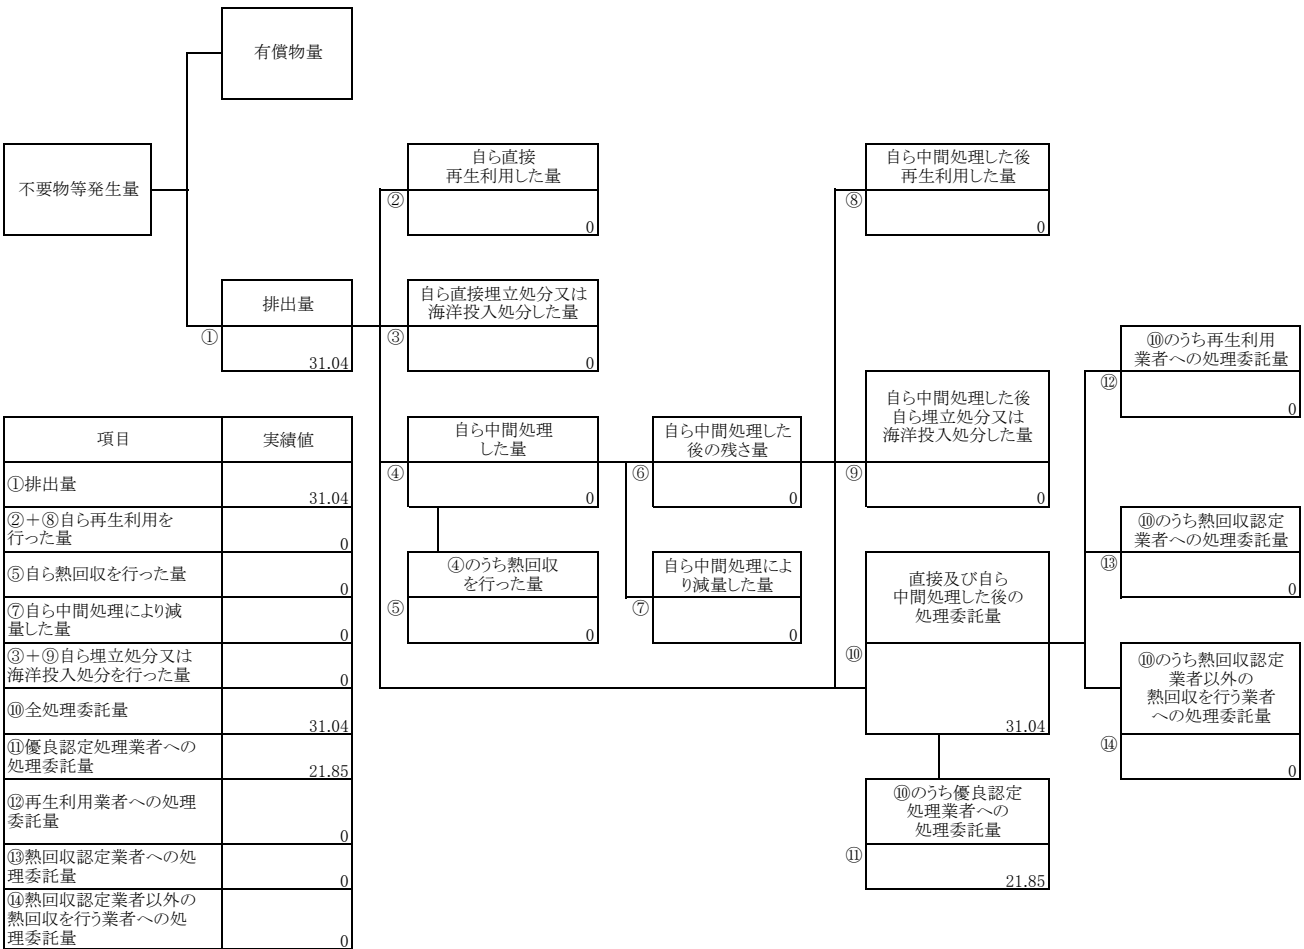 有償物量
不要物等発生量
排出量
①
31.04
自ら直接
再生利用した量
②
0
自ら直接埋立処分又は
海洋投入処分した量
③
0
自ら中間処理
した量
④
0
④のうち熱回収
を行った量
⑤
0
自ら中間処理した
後の残さ量
⑥
0
自ら中間処理によ
り減量した量
⑦
0
自ら中間処理した後
再生利用した量
⑧
0
自ら中間処理した後
自ら埋立処分又は
海洋投入処分した量
⑨
0
直接及び自ら
中間処理した後の
処理委託量
⑩
31.04
⑩のうち優良認定
処理業者への
処理委託量
⑪
21.85
⑩のうち再生利用
業者への処理委託量
⑫
0
⑩のうち熱回収認定
業者への処理委託量
⑬
0
⑩のうち熱回収認定
業者以外の
熱回収を行う業者
への処理委託量
⑭
0
項目 実績値
①排出量
31.04
②+⑧自ら再生利用を
行った量
0
⑤自ら熱回収を行った量
0
⑦自ら中間処理により減
量した量
0
③+⑨自ら埋立処分又は
海洋投入処分を行った量
0
⑩全処理委託量
31.04
⑪優良認定処理業者への
処理委託量
21.85
⑫再生利用業者への処理
委託量
0
⑬熱回収認定業者への処
理委託量
0
⑭熱回収認定業者以外の
熱回収を行う業者への処
理委託量
0